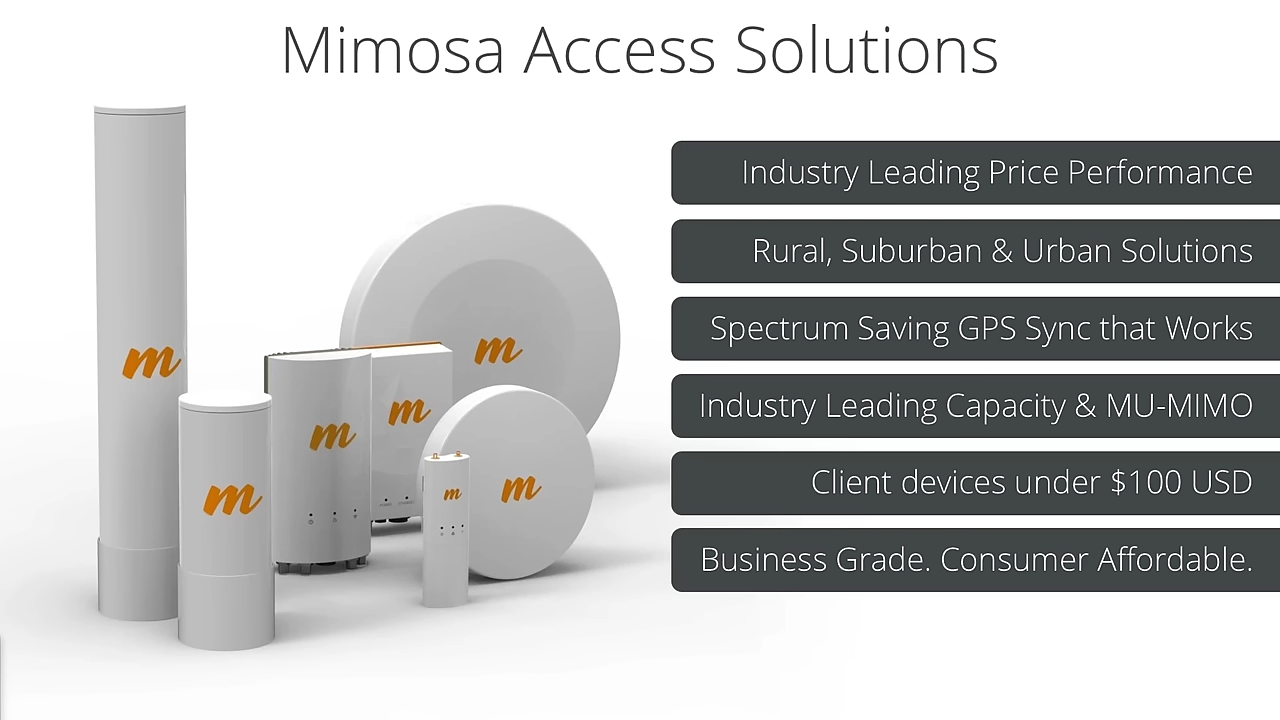 Mimosa Access Solutions
Industry Leading Price Performance
Rural, Suburban & Urban Solutions
Spectrum Saving GPS Sync that Works
Industry Leading Capacity & MU-MIMO
Client devices under $100 USD
Business Grade. Consumer Affordable.
m
m
m
m
m
m
m